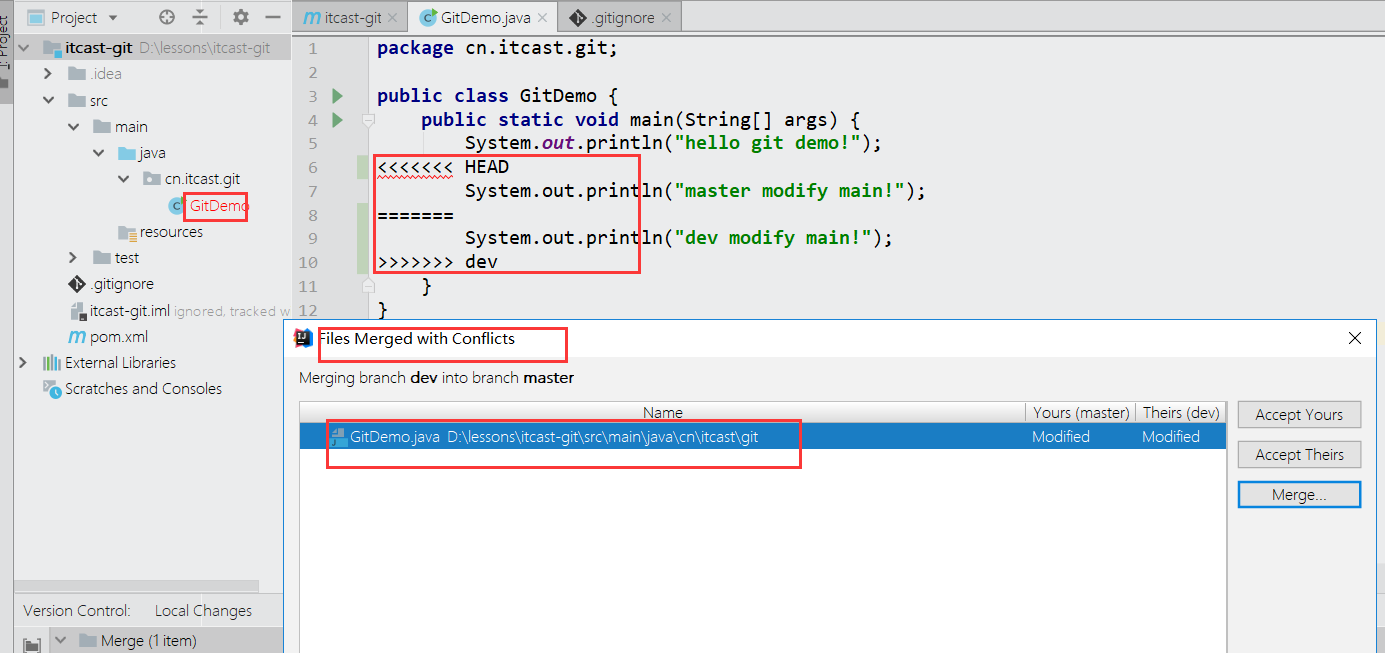 1: Project
Project
itcast-git
GitDemo.java
.gitignore
itcast-git D:\lessons\itcast-git
.idea
src
main
java
cn.itcast.git
GitDemo
resources
test
.gitignore
itcast-git.iml ignored, tracked w
pom.xml
External Libraries
Scratches and Consoles
1 package cn.itcast.git;
2
3 public class GitDemo {
4 public static void main(String[] args) {
5 System.out.println("hello git demo!");
6 <<<<<<< HEAD
7 System.out.println("master modify main!");
8 =======
9 System.out.println("dev modify main!");
10 >>>>>>> dev
11 }
12 }
Files Merged with Conflicts
Merging branch dev into branch master
Name Yours (master) Theirs (dev)
GitDemo.java D:\lessons\itcast-git\src\main\java\cn\itcast\git Modified Modified
Accept Yours
Accept Theirs
Merge...
Version Control: Local Changes
Merge (1 item)